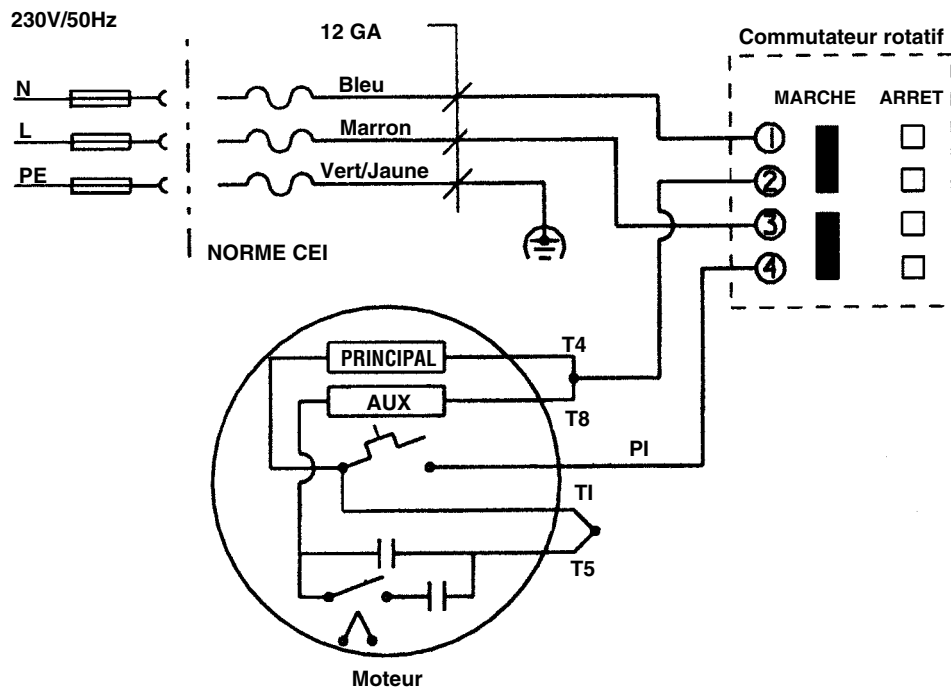 230V/50Hz
12 GA
Commutateur rotatif
N
Bleu
MARCHE
ARRET
L
Marron
1
PE
Vert/Jaune
2
3
NORME CEI
4
T4
PRINCIPAL
AUX
T8
PI
TI
T5
Moteur